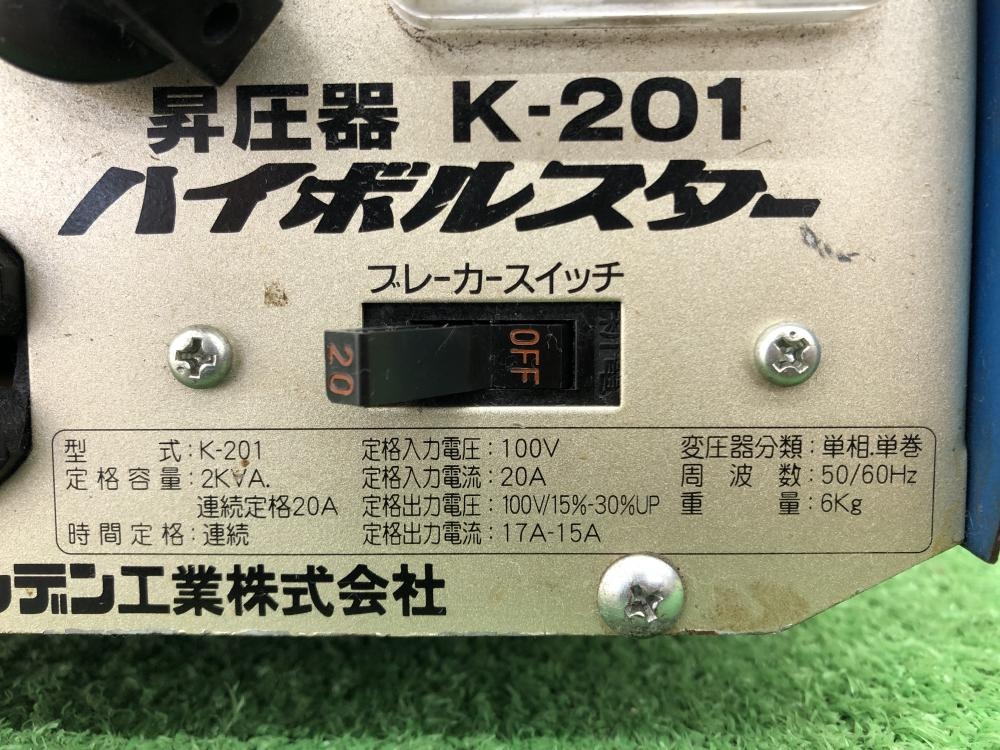 昇圧器 K-201
ハイボルスター
ブレーカースイッチ
20
OFF
型式:K-201
定格容量:2KVA.
連続定格20A
時間定格:連続
定格入力電圧:100V
定格入力電流:20A
定格出力電圧:100V/15%-30%UP
定格出力電流:17A-15A
変圧器分類:単相.単巻
周波数:50/60Hz
重量:6Kg
デン工業株式会社